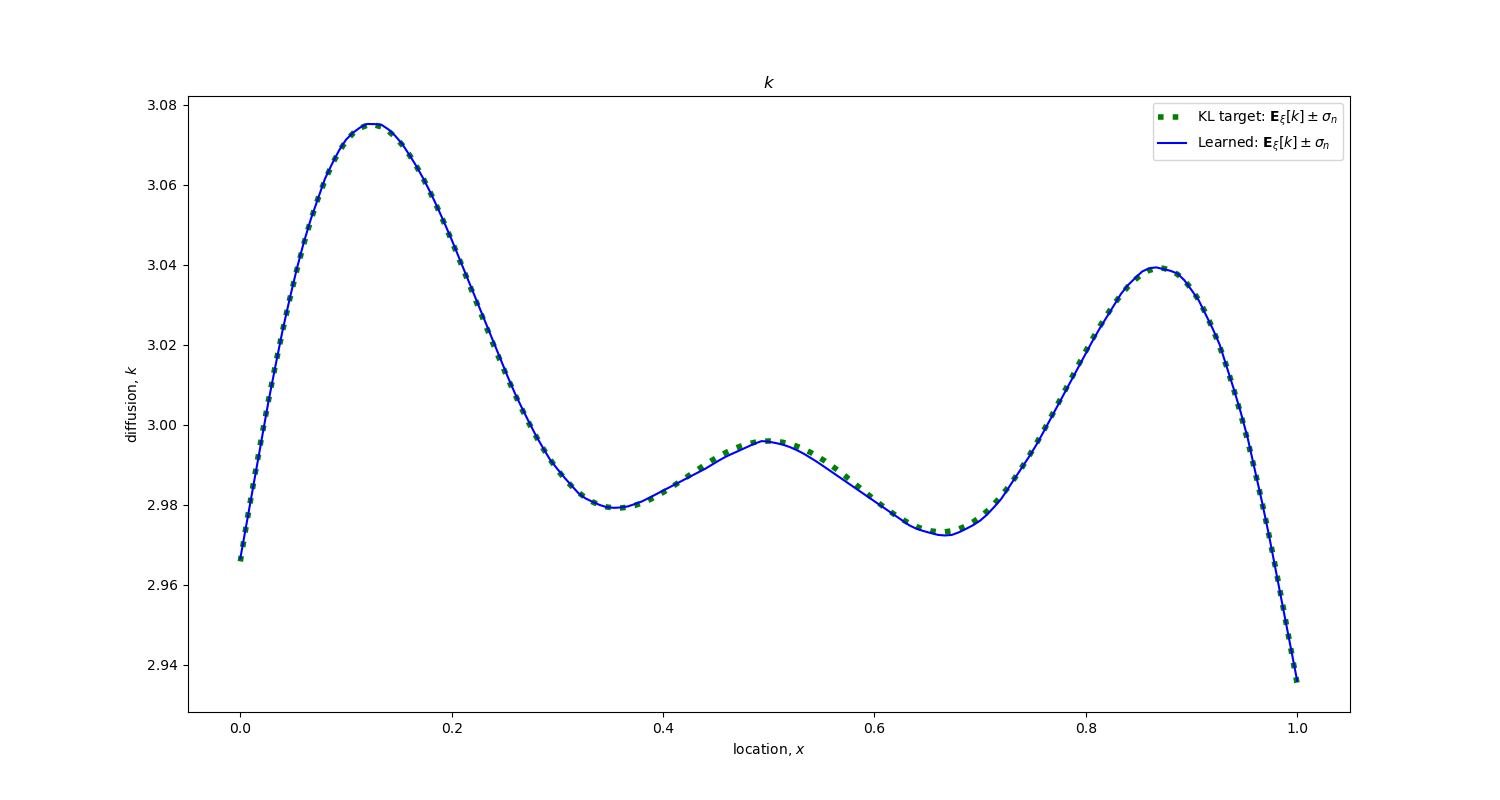 k
KL target: E_ξ[k] ± σ_n
Learned: E_ξ[k] ± σ_n
3.08
3.06
3.04
3.02
3.00
2.98
2.96
2.94
diffusion, k
0.0 0.2 0.4 0.6 0.8 1.0
location, x